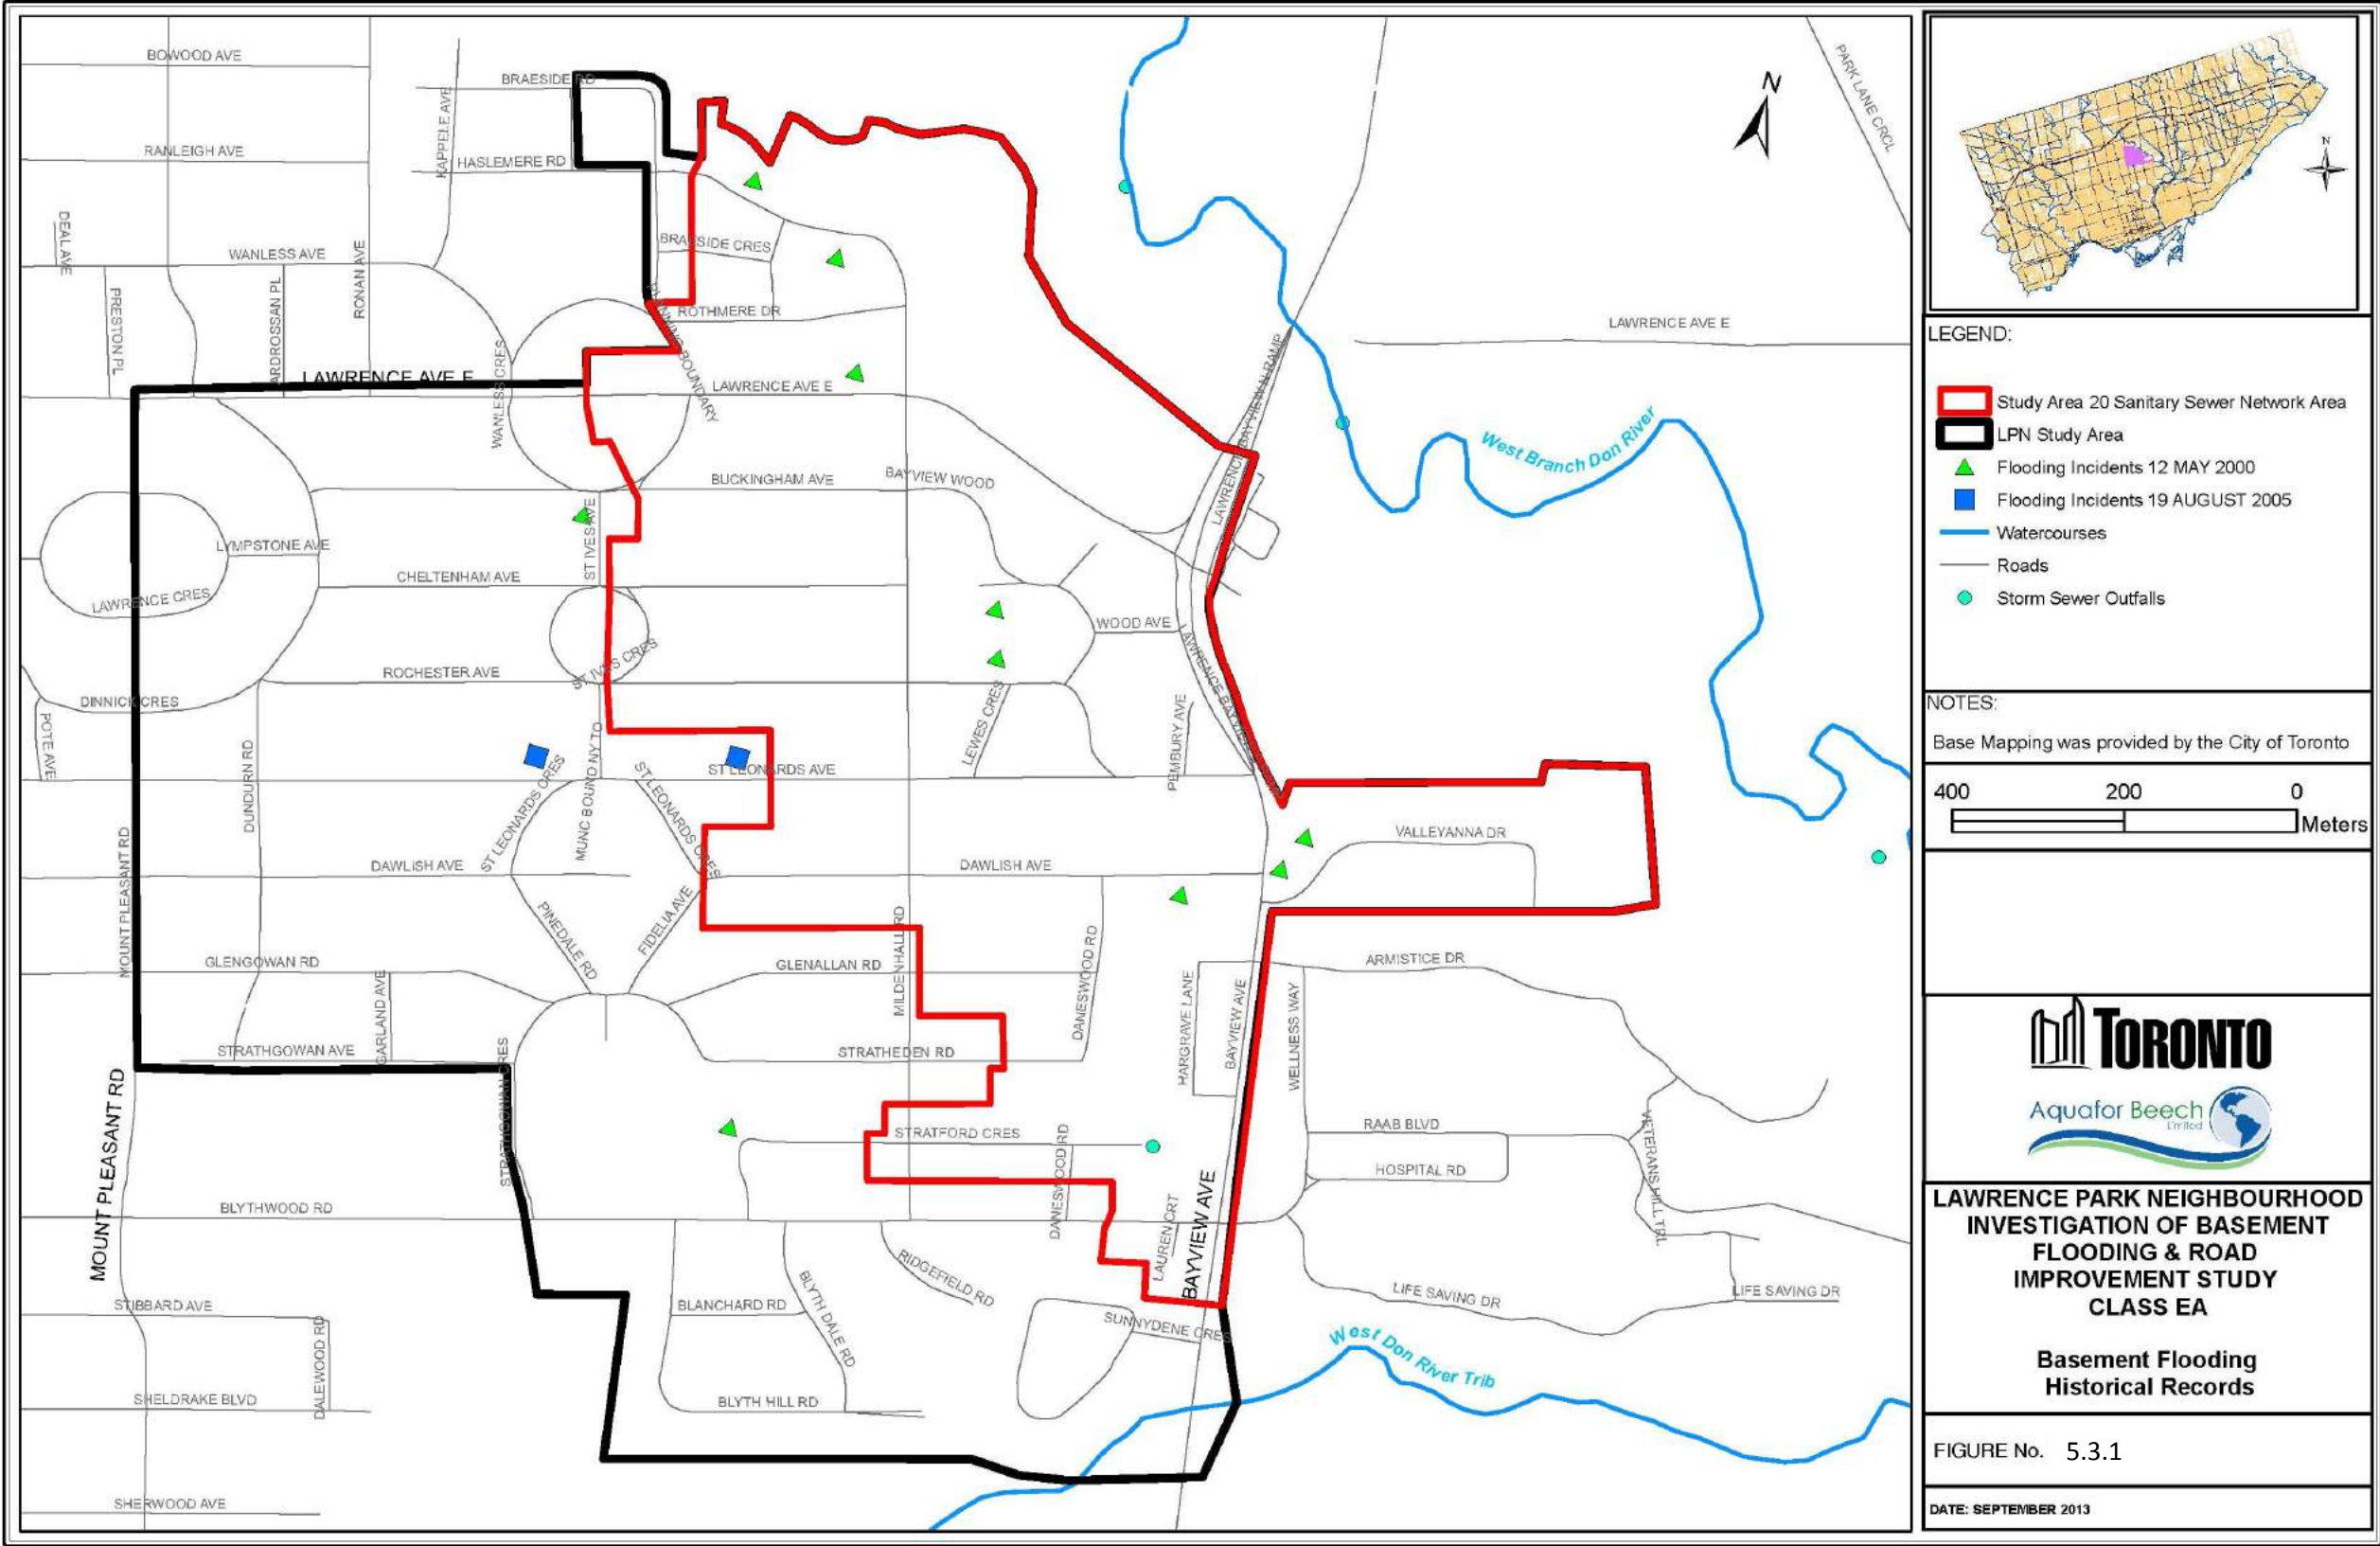 BOWOOD AVE
BRAESIDE RD
KAPPELE AVE
RANLEIGH AVE
HASLEMERE RD
PARK LANE CRCL
N
DEAL AVE
WANLESS AVE
RONAN AVE
BRAESIDE CRES
PRESTON PL
ARDROSSAN PL
ROTHMERE DR
LAWRENCE AVE E
LAWRENCE AVE E
WANLESS CRES
LAWRENCE AVE E
BUCKINGHAM AVE
BAYVIEW WOOD
West Branch Don River
LYMPSTONE AVE
ST IVES AVE
CHELTENHAM AVE
LAWRENCE CRES
WOOD AVE
ROCHESTER AVE
ST IVES CRES
DINNICK CRES
POTE AVE
LEWES CRES
PEMBURY AVE
DUNDURN RD
MUNC BOUND NY TO
ST LEONARDS AVE
ST LEONARDS CRES
ST LEONARDS CRES
VALLEYANNA DR
MOUNT PLEASANT RD
DAWLISH AVE
DAWLISH AVE
PINEDALE RD
FIDELIA AVE
MILDENHALL RD
DANESWOOD RD
GLENGOWAN RD
GLENALLAN RD
ARMISTICE DR
GARLAND AVE
HARGRAVE LANE
BAYVIEW AVE
WELLNESS WAY
STRATHGOWAN AVE
STRATHEDEN RD
STRATHGOWAN CRES
MOUNT PLEASANT RD
STRATFORD CRES
DANESWOOD RD
RAAB BLVD
HOSPITAL RD
VETERANS HILL TRL
BLYTHWOOD RD
LAUREN CRT
BAYVIEW AVE
RIDGEFIELD RD
BLYTH DALE RD
BLANCHARD RD
STIBBARD AVE
DALEWOOD RD
LIFE SAVING DR
LIFE SAVING DR
SUNNYDENE CRES
West Don River Trib
SHELDRAKE BLVD
BLYTH HILL RD
SHERWOOD AVE
N
LEGEND:
Study Area 20 Sanitary Sewer Network Area
LPN Study Area
Flooding Incidents 12 MAY 2000
Flooding Incidents 19 AUGUST 2005
Watercourses
Roads
Storm Sewer Outfalls
NOTES:
Base Mapping was provided by the City of Toronto
400 200 0
Meters
TORONTO
Aquafor Beech
Limited
LAWRENCE PARK NEIGHBOURHOOD
INVESTIGATION OF BASEMENT
FLOODING & ROAD
IMPROVEMENT STUDY
CLASS EA
Basement Flooding
Historical Records
FIGURE No. 5.3.1
DATE: SEPTEMBER 2013